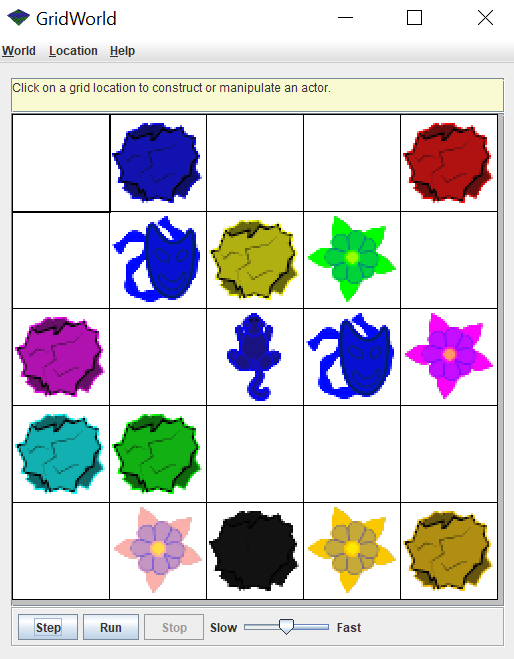 GridWorld
World Location Help
Click on a grid location to construct or manipulate an actor.
Step Run Stop Slow Fast